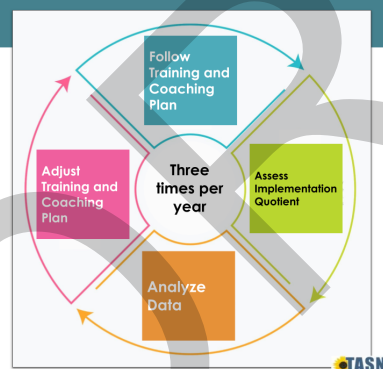 Follow
Training and
Coaching
Plan
Three
times per
year
Assess
Implementation
Quotient
Adjust
Training and
Coaching
Plan
Analyze
Data
TASN